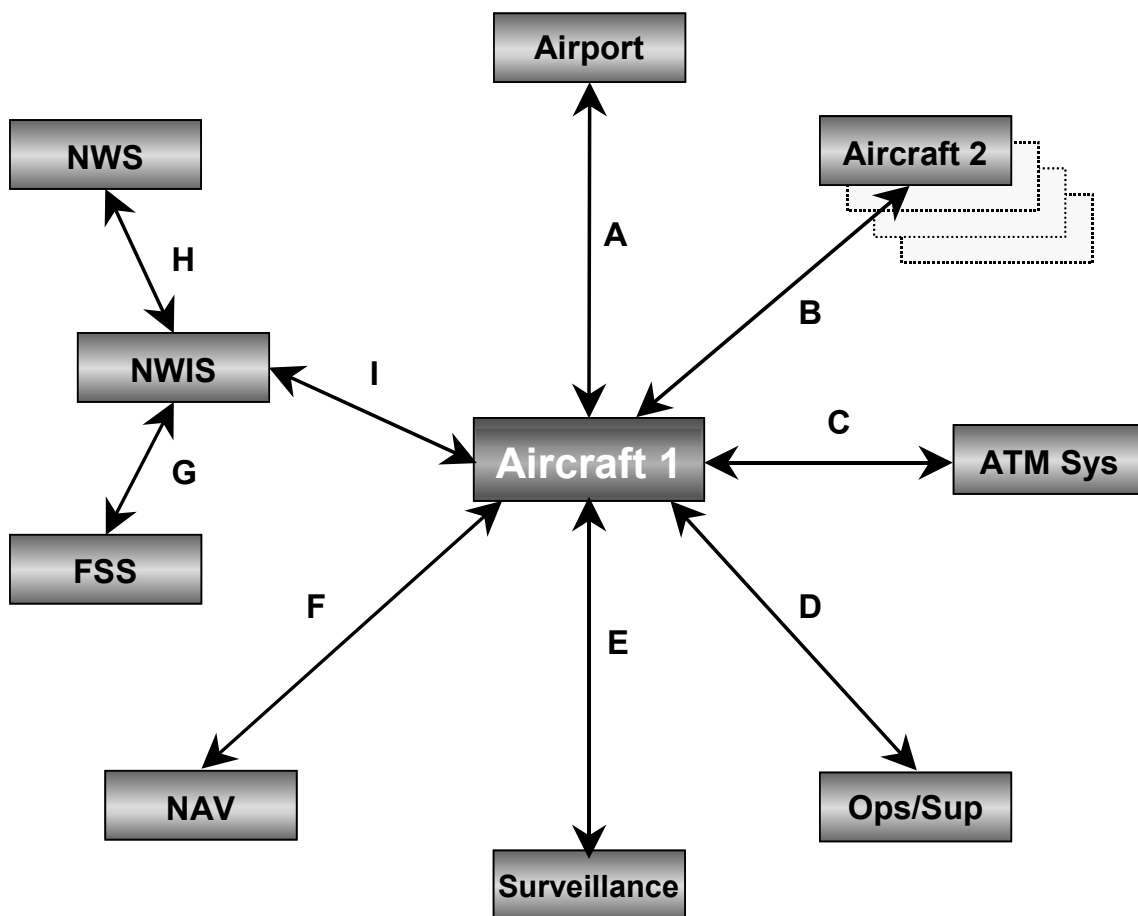 Airport
NWS
Aircraft 2
A
H
B
NWIS
I
C
Aircraft 1
ATM Sys
G
FSS
F
E
D
NAV
Ops/Sup
Surveillance